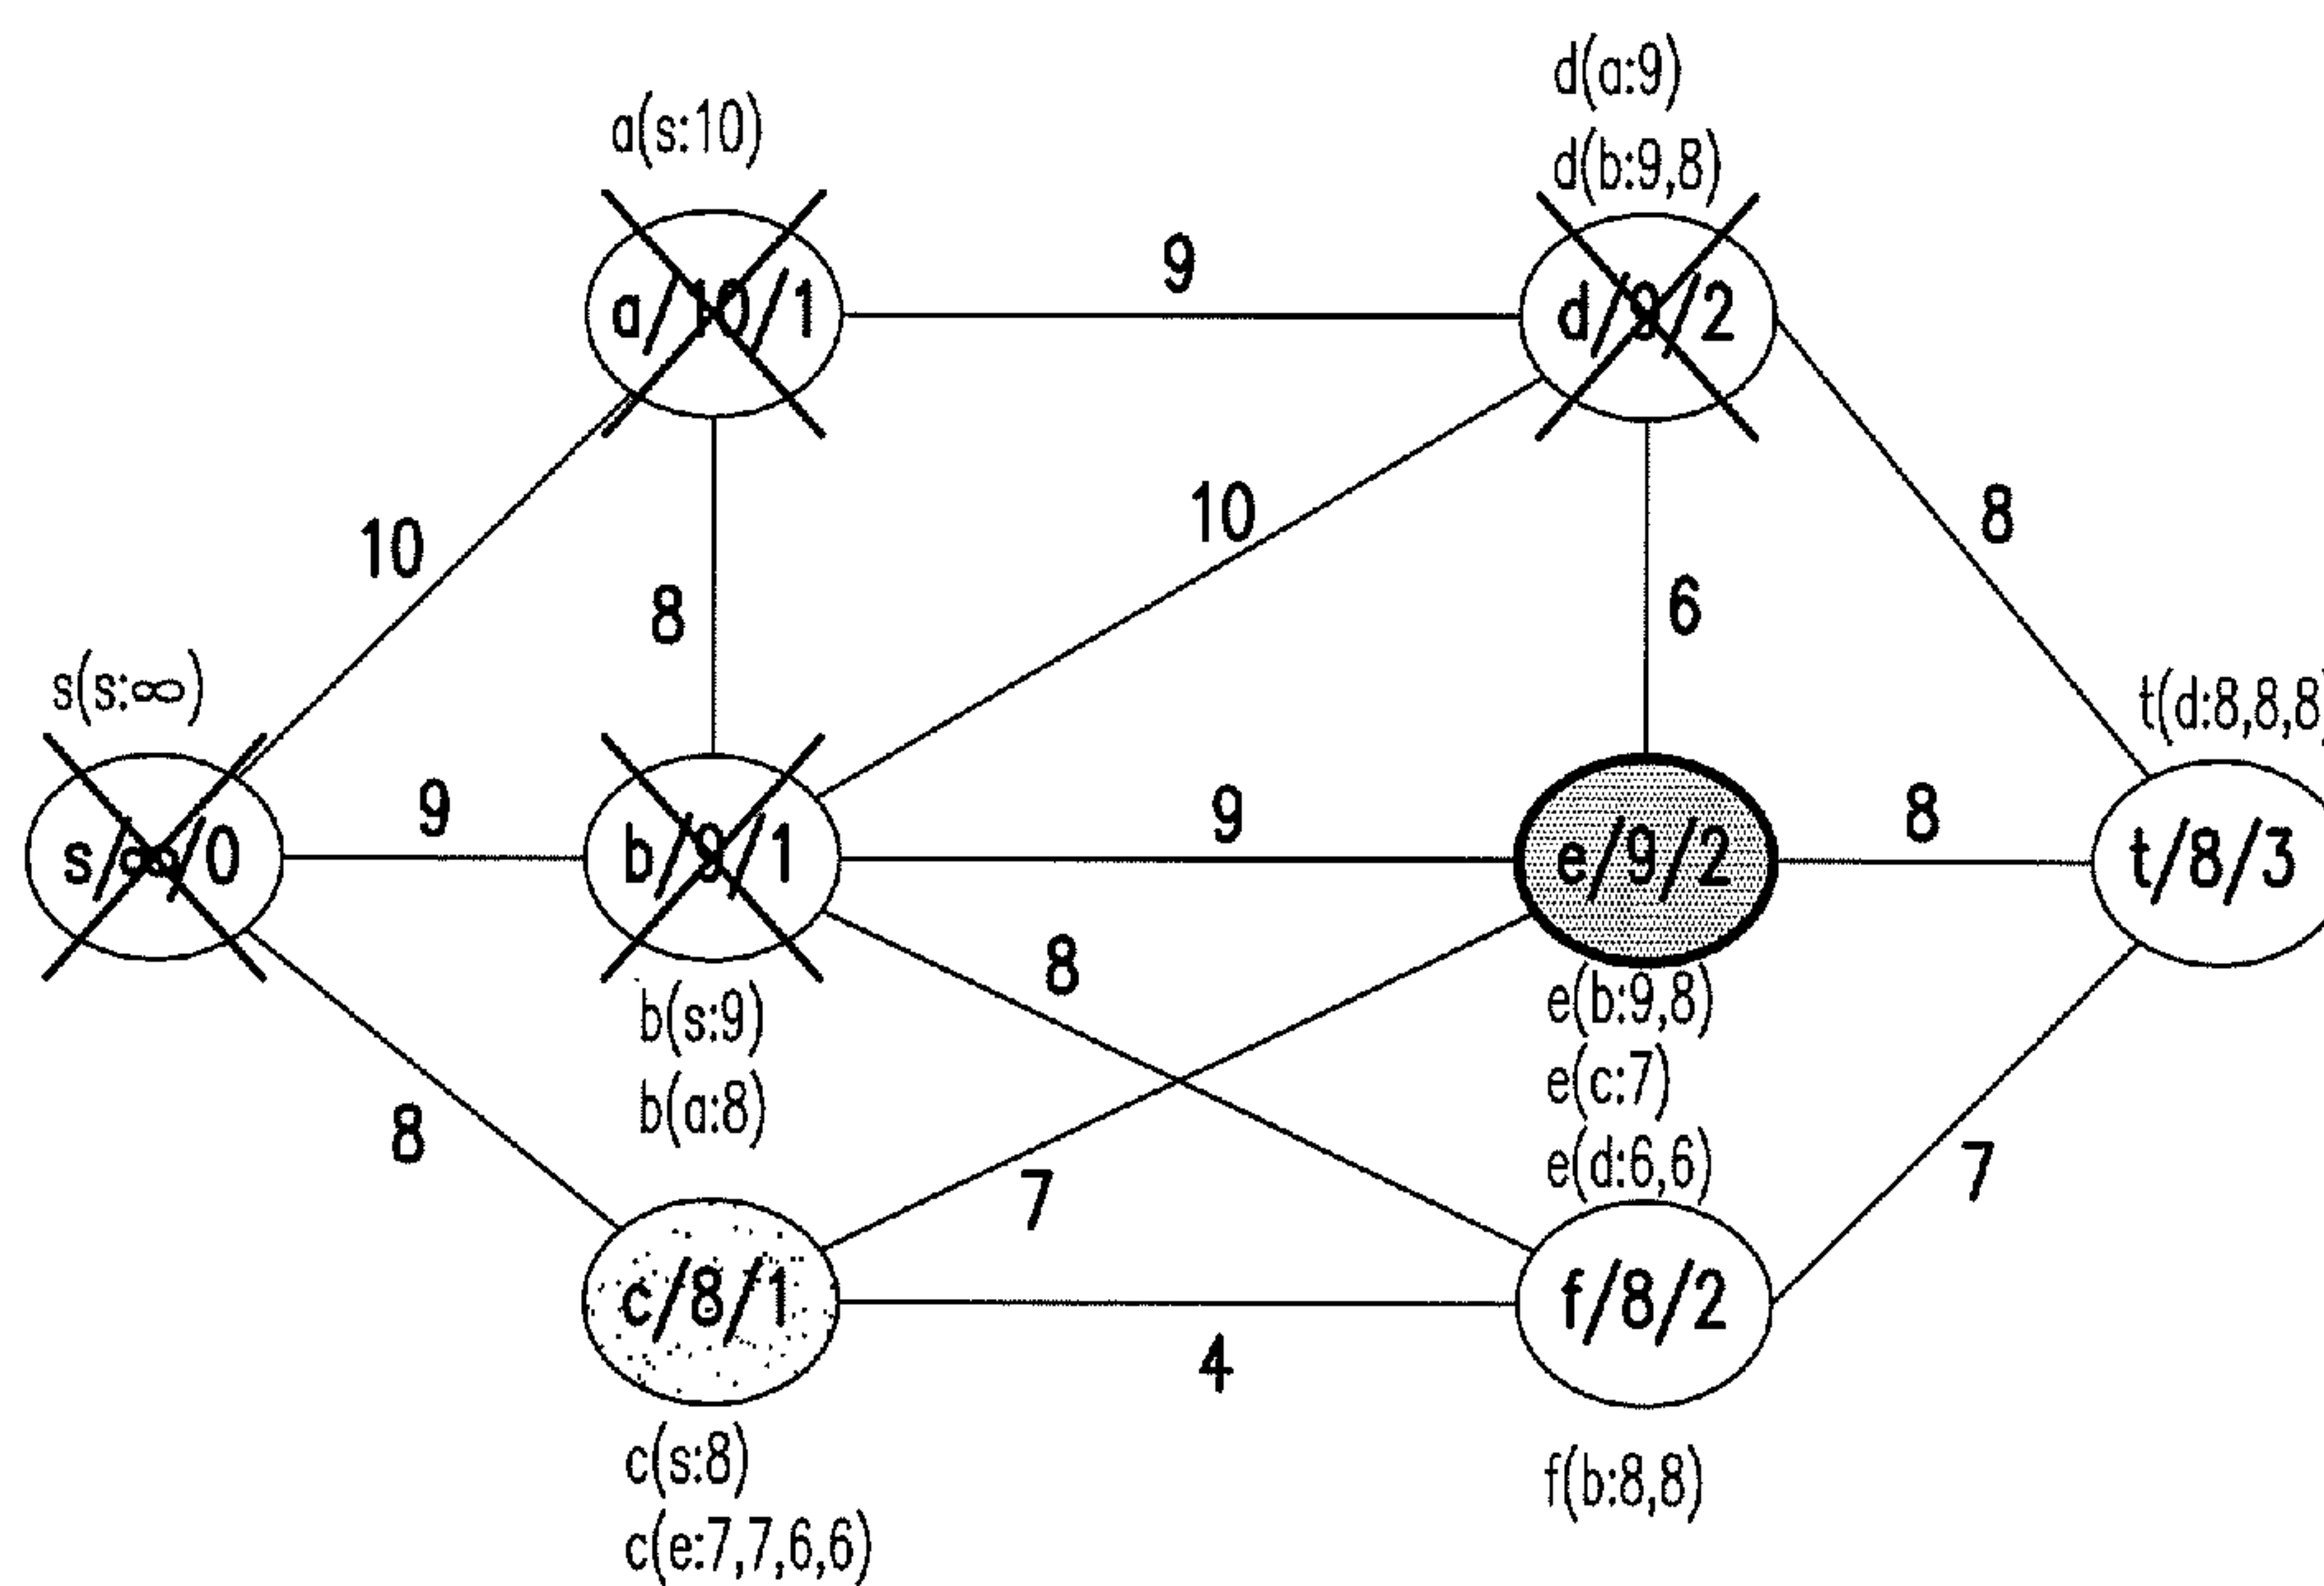 d(a:9)
a(s:10)
d(b:9,8)
9
a/10/1
d/9/2
10
10
8
8
6
s(s:∞)
t(d:8,8,8)
9
9
8
s/∞/0
b/9/1
e/9/2
t/8/3
8
b(s:9)
e(b:9,8)
b(a:8)
e(c:7)
8
e(d:6,6)
7
7
c/8/1
f/8/2
4
c(s:8)
f(b:8,8)
c(e:7,7,6,6)